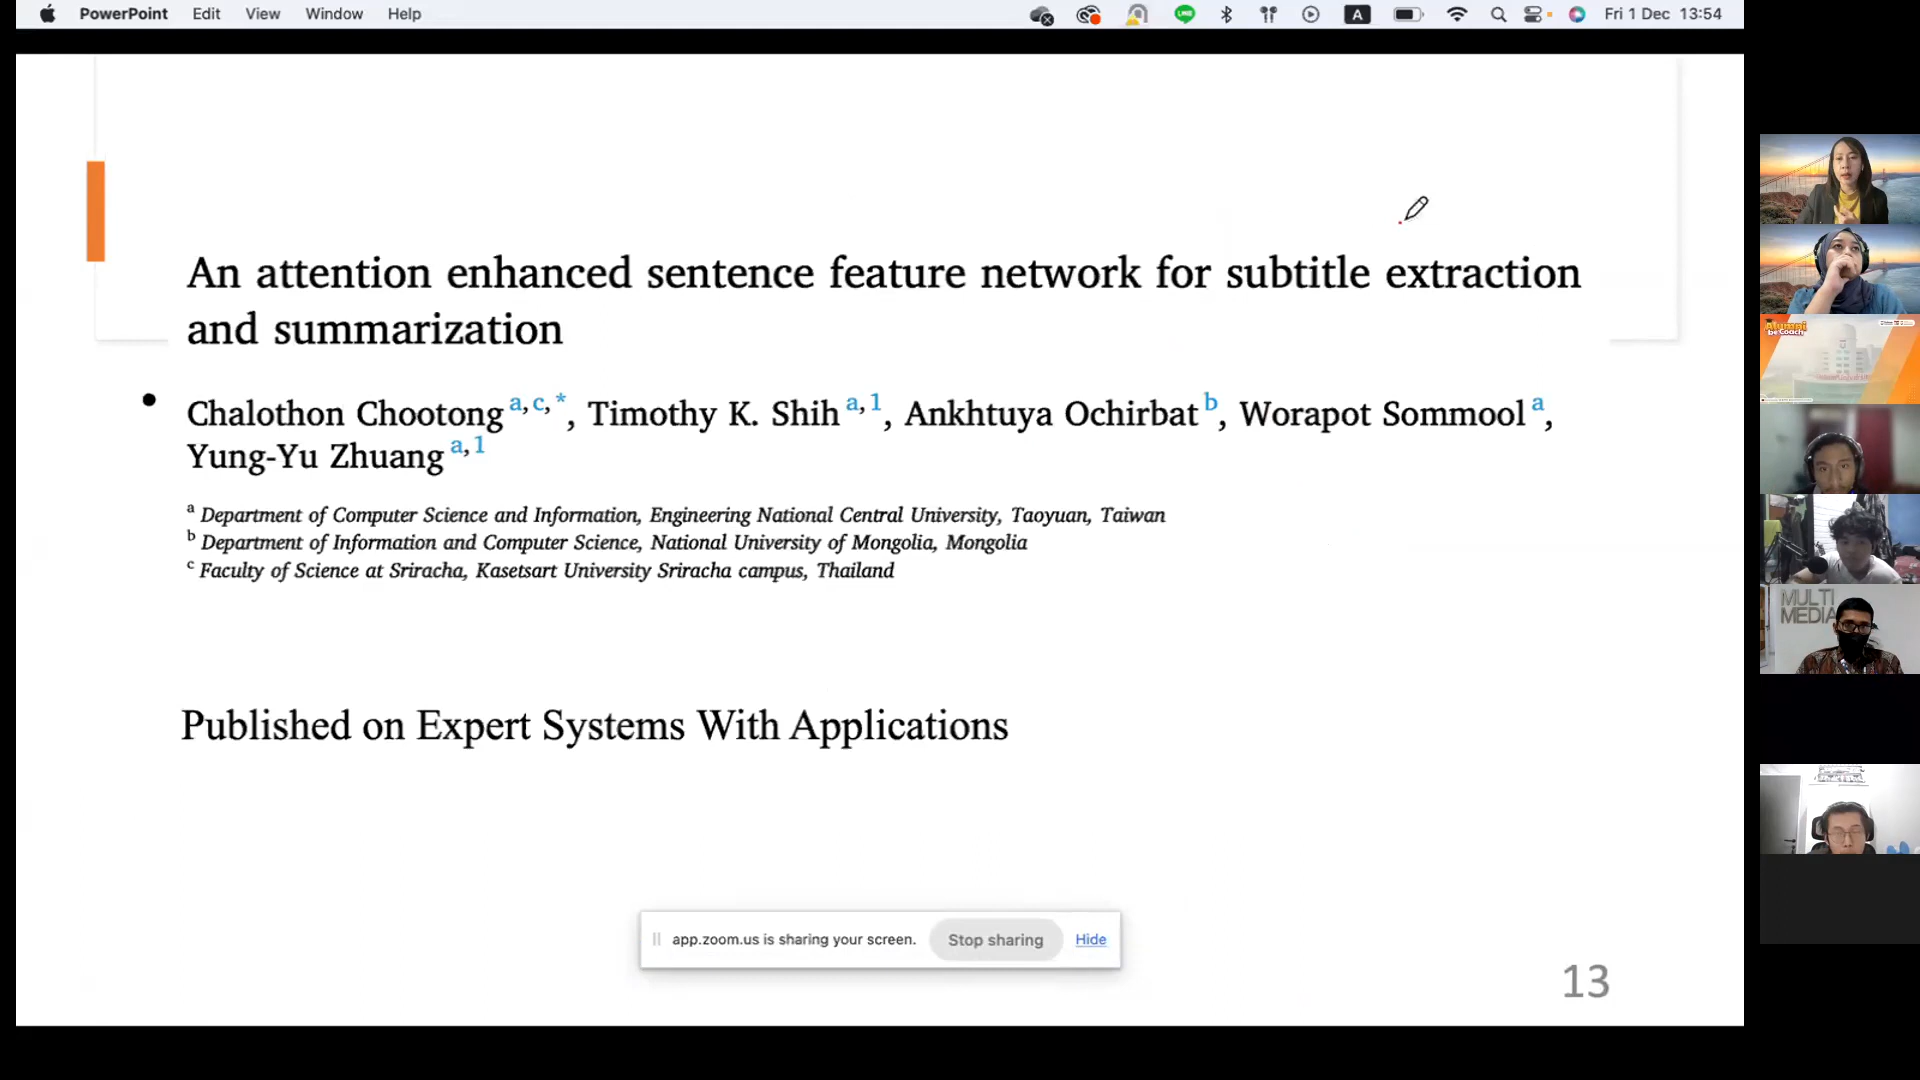 PowerPoint Edit View Window Help
A
Fri 1 Dec 13:54
An attention enhanced sentence feature network for subtitle extraction
and summarization
• Chalothon Chootong a,c,*, Timothy K. Shih a,1, Ankhtuya Ochirbat b, Worapot Sommool a,
Yung-Yu Zhuang a,1
a Department of Computer Science and Information, Engineering National Central University, Taoyuan, Taiwan
b Department of Information and Computer Science, National University of Mongolia, Mongolia
c Faculty of Science at Sriracha, Kasetsart University Sriracha campus, Thailand
Published on Expert Systems With Applications
app.zoom.us is sharing your screen. Stop sharing Hide
13
Alumni
be Coach
MULTI
MEDIA